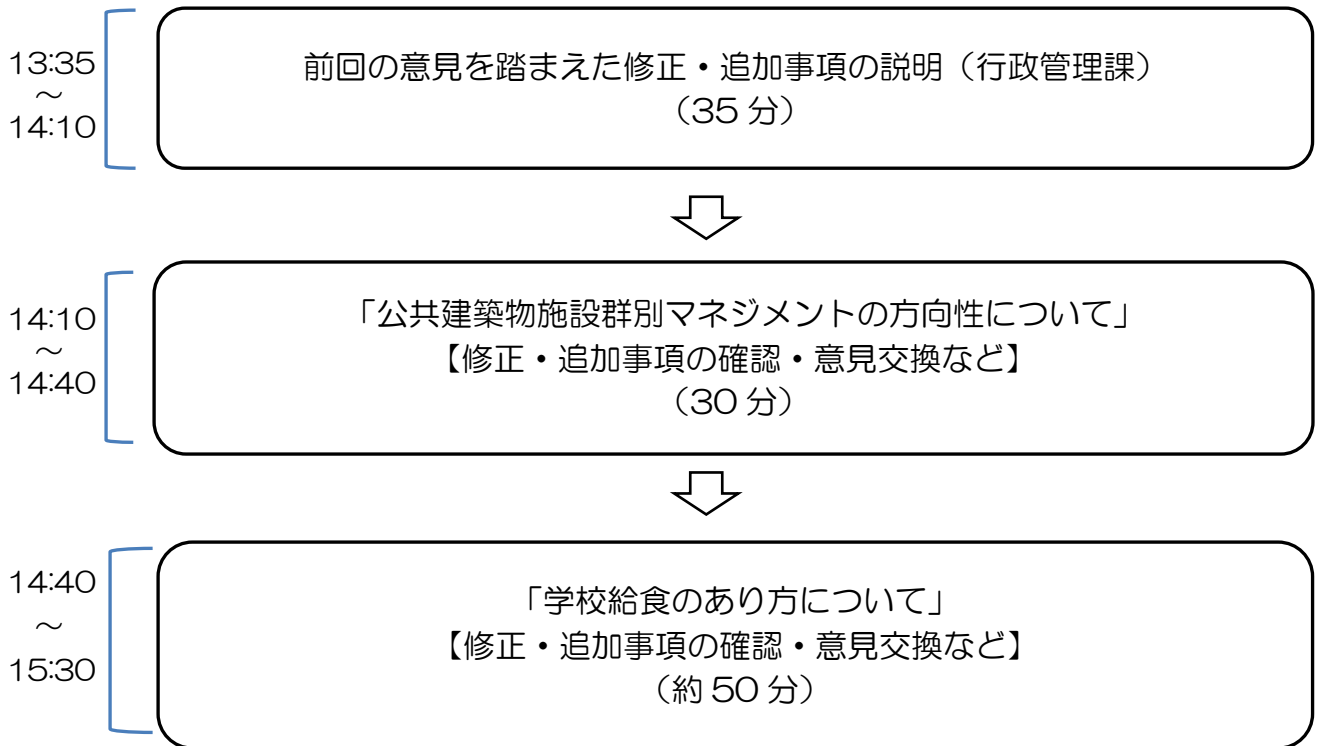 13:35
～
14:10
前回の意見を踏まえた修正・追加事項の説明（行政管理課）
（35 分）
14:10
～
14:40
「公共建築物施設群別マネジメントの方向性について」
【修正・追加事項の確認・意見交換など】
（30 分）
14:40
～
15:30
「学校給食のあり方について」
【修正・追加事項の確認・意見交換など】
（約 50 分）